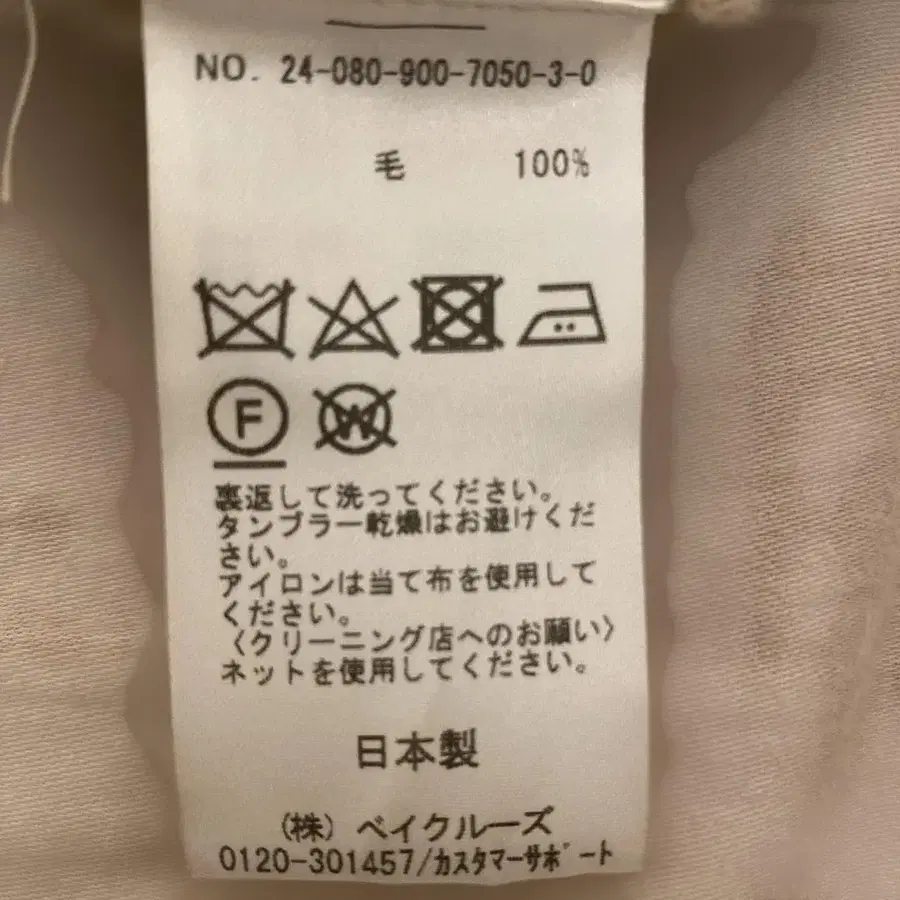 NO. 24-080-900-7050-3-0
毛 100%
F W
裏返して洗ってください。
タンブラー乾燥はお避けくだ
さい。
アイロンは当て布を使用して
ください。
〈クリーニング店へのお願い〉
ネットを使用してください。
日本製
(株) ベイクルーズ
0120-301457/カスタマーサポート